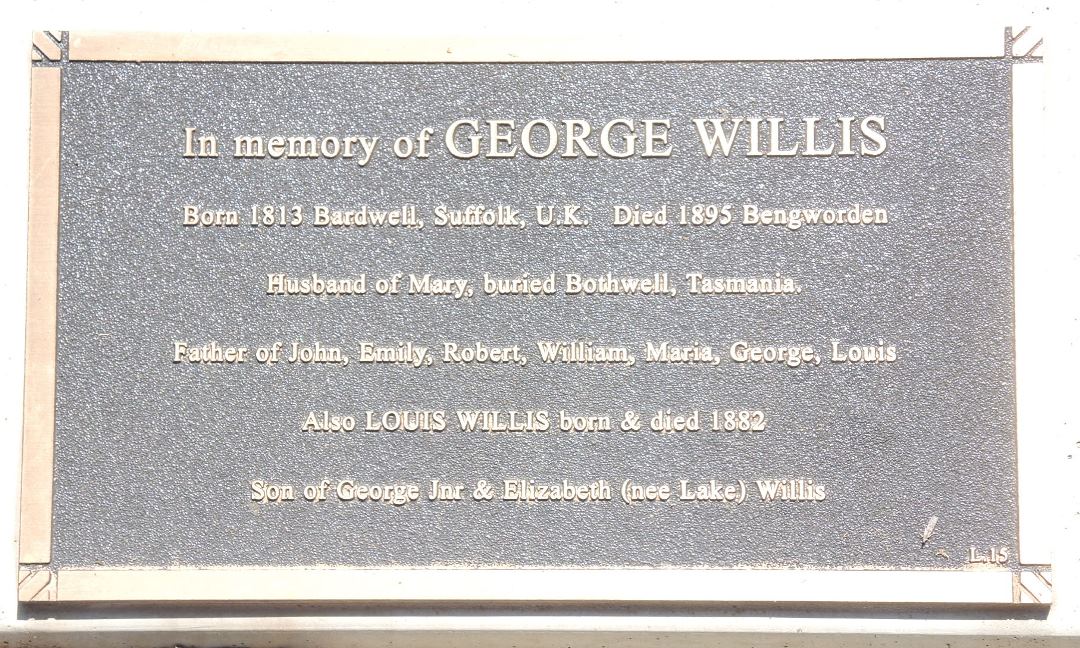 In memory of GEORGE WILLIS
Born 1813 Bardwell, Suffolk, U.K. Died 1895 Bengworden
Husband of Mary, buried Bothwell, Tasmania.
Father of John, Emily, Robert, William, Maria, George, Louis
Also LOUIS WILLIS born & died 1882
Son of George Jnr & Elizabeth (nee Lake) Willis
L.15